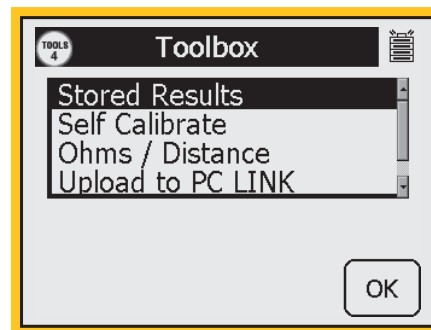 TOOLS
4
Toolbox
Stored Results
Self Calibrate
Ohms / Distance
Upload to PC LINK
OK